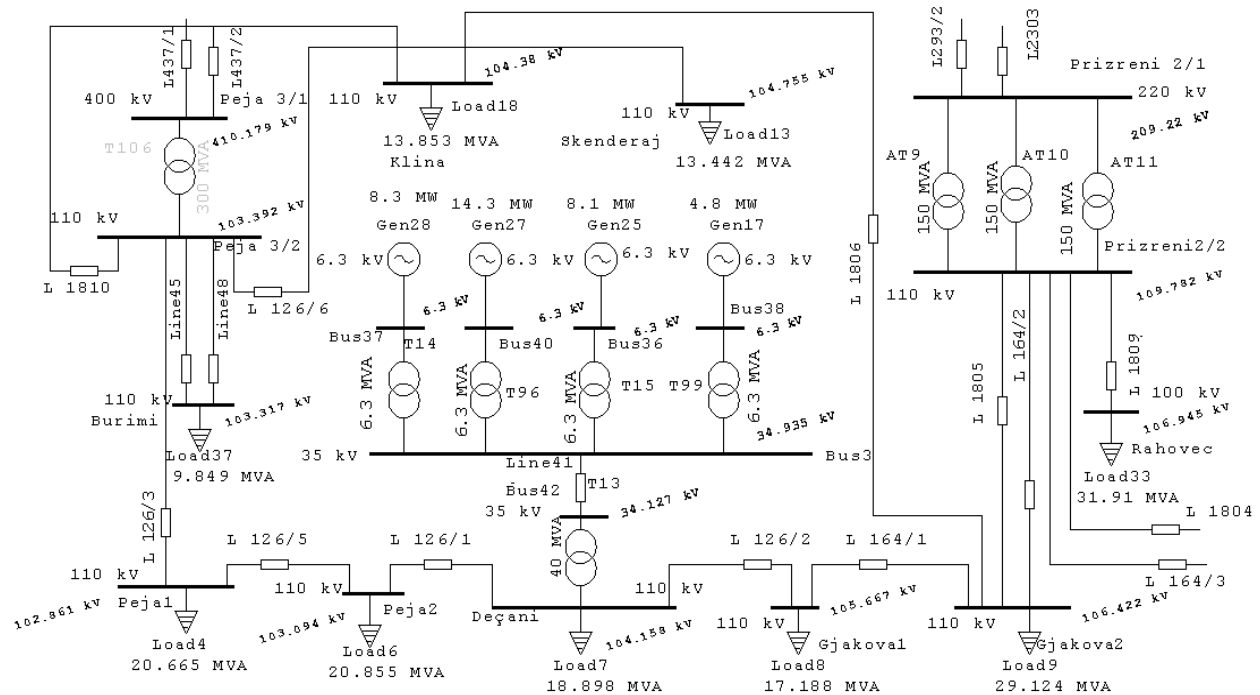 L437/1
L437/2
400 kV
Peja 3/1
410.179 kV
T106
300 MVA
110 kV
103.392 kV
Peja 3/2
L 1810
Line45
Line48
L 126/6
110 kV
Burimi
103.317 kV
Load37
9.849 MVA
L 126/3
110 kV
104.38 kV
Load18
13.853 MVA
Klina
110 kV
104.755 kV
Skenderaj
Load13
13.442 MVA
8.3 MW
Gen28
14.3 MW
Gen27
8.1 MW
Gen25
4.8 MW
Gen17
6.3 kV
6.3 kV
6.3 kV
6.3 kV
Bus37
6.3 kV
T14
Bus40
6.3 kV
Bus36
6.3 kV
Bus38
6.3 kV
6.3 MVA
6.3 MVA
T96
6.3 MVA
T15
T99
6.3 MVA
35 kV
34.935 kV
Bus3
Line41
T13
Bus42
35 kV
34.127 kV
40 MVA
L 1806
L293/2
L2303
Prizreni 2/1
220 kV
209.22 kV
AT9
AT10
AT11
150 MVA
150 MVA
150 MVA
Prizreni2/2
110 kV
109.782 kV
L 1805
L 164/2
L 1809
100 kV
106.945 kV
Rahovec
Load33
31.91 MVA
L 1804
L 164/3
110 kV
Peja1
102.861 kV
Load4
20.665 MVA
L 126/5
110 kV
Peja2
103.094 kV
Load6
20.855 MVA
L 126/1
110 kV
Deçani
104.158 kV
Load7
18.898 MVA
L 126/2
110 kV
105.667 kV
Gjakova1
Load8
17.188 MVA
L 164/1
110 kV
106.422 kV
Gjakova2
Load9
29.124 MVA